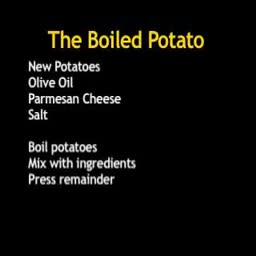 The Boiled Potato
New Potatoes
Olive Oil
Parmesan Cheese
Salt
Boil potatoes
Mix with ingredients
Press remainder